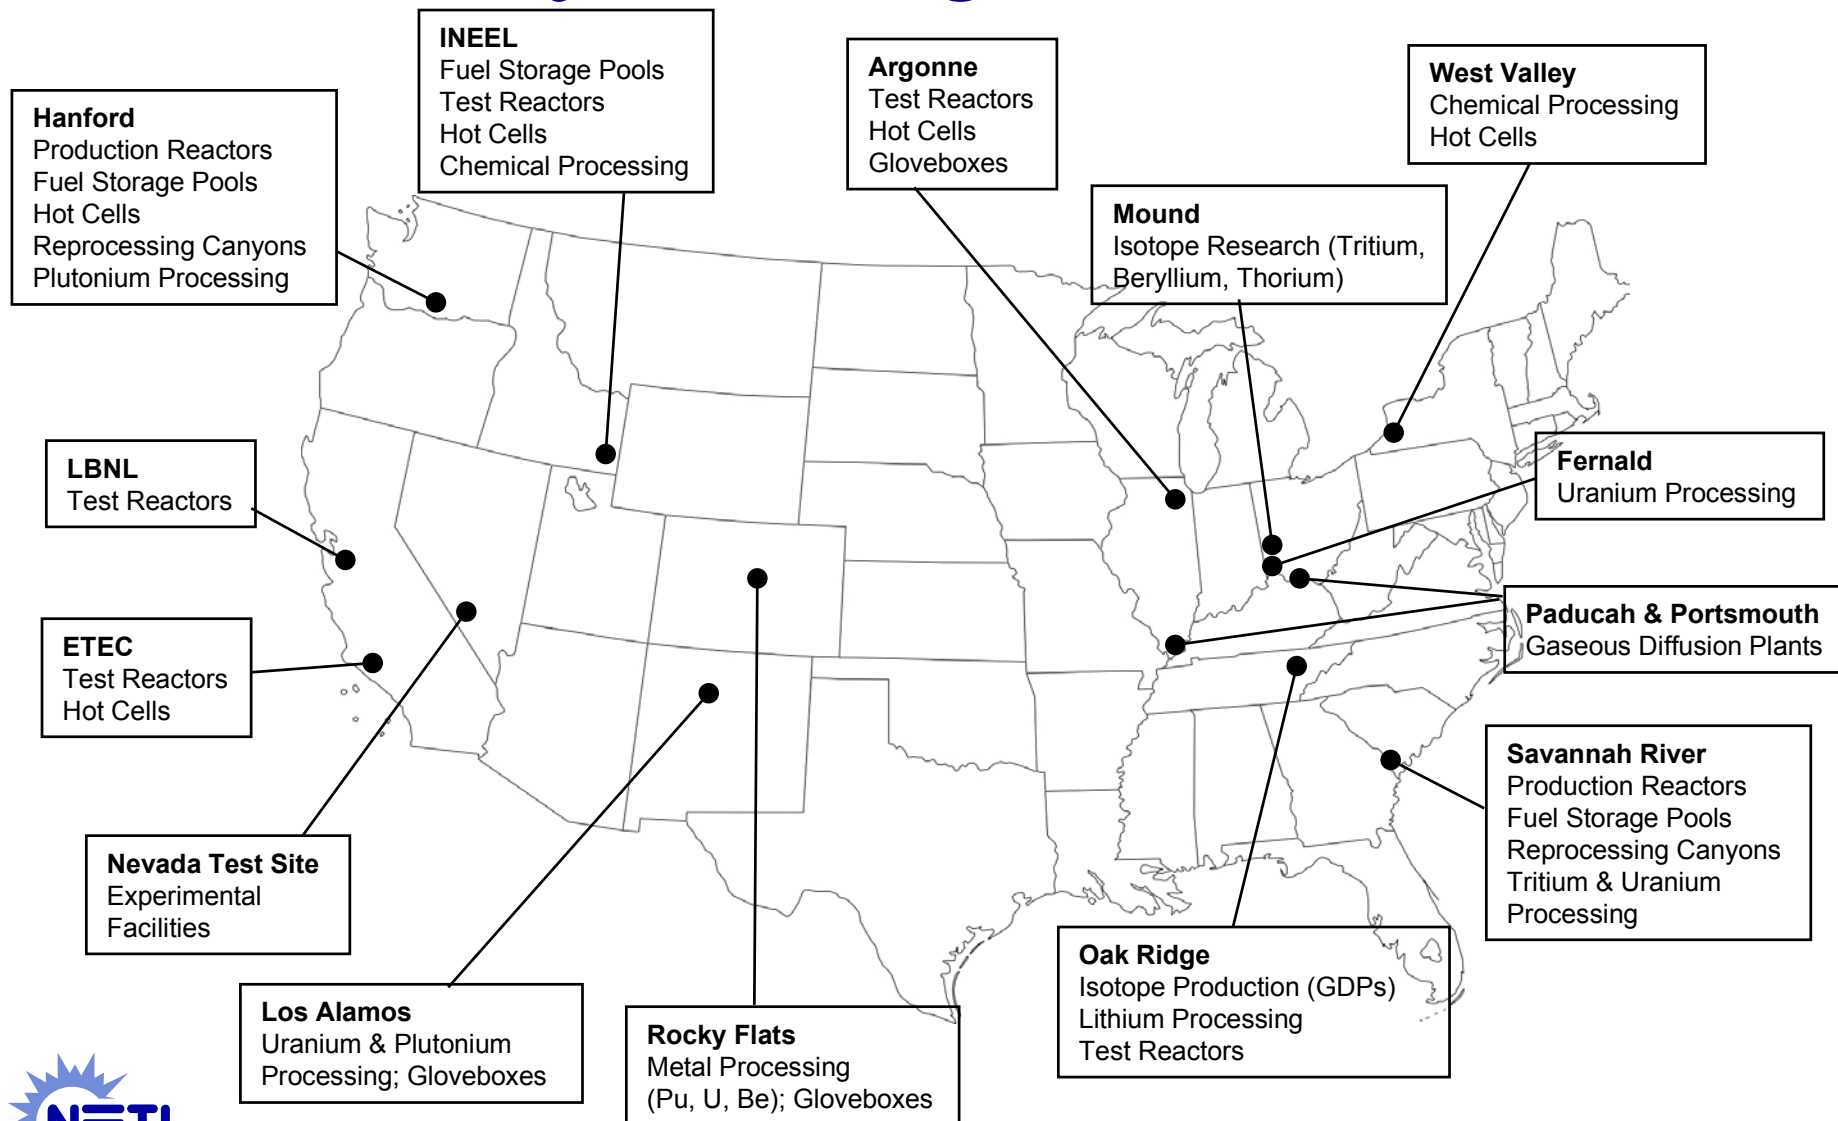 INEEL
Fuel Storage Pools
Test Reactors
Hot Cells
Chemical Processing
Argonne
Test Reactors
Hot Cells
Gloveboxes
West Valley
Chemical Processing
Hot Cells
Hanford
Production Reactors
Fuel Storage Pools
Hot Cells
Reprocessing Canyons
Plutonium Processing
Mound
Isotope Research (Tritium,
Beryllium, Thorium)
LBNL
Test Reactors
Fernald
Uranium Processing
ETEC
Test Reactors
Hot Cells
Paducah & Portsmouth
Gaseous Diffusion Plants
Savannah River
Production Reactors
Fuel Storage Pools
Reprocessing Canyons
Tritium & Uranium
Processing
Nevada Test Site
Experimental
Facilities
Oak Ridge
Isotope Production (GDPs)
Lithium Processing
Test Reactors
Los Alamos
Uranium & Plutonium
Processing; Gloveboxes
Rocky Flats
Metal Processing
(Pu, U, Be); Gloveboxes
NETL